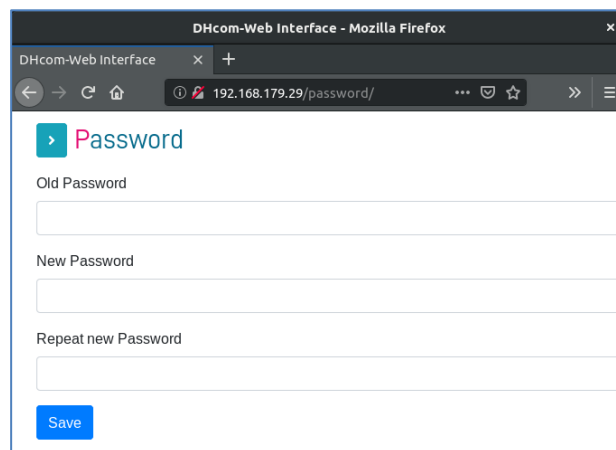 DHcom-Web Interface - Mozilla Firefox
DHcom-Web Interface
192.168.179.29/password/
Password
Old Password
New Password
Repeat new Password
Save